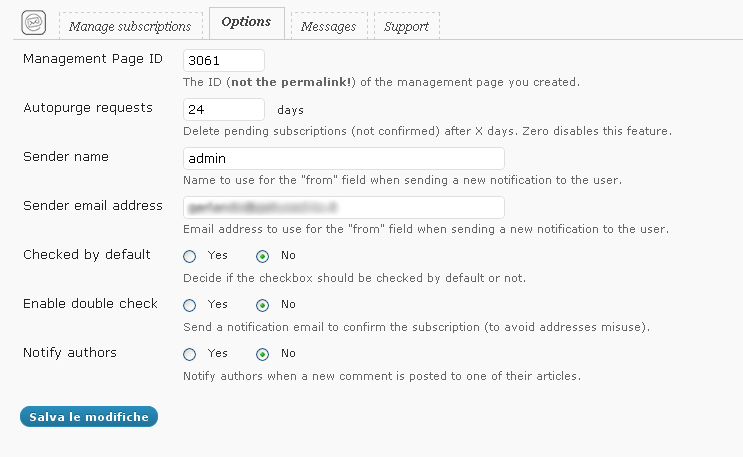 Manage subscriptions Options Messages Support
Management Page ID 3061
The ID (not the permalink!) of the management page you created.
Autopurge requests 24 days
Delete pending subscriptions (not confirmed) after X days. Zero disables this feature.
Sender name admin
Name to use for the "from" field when sending a new notification to the user.
Sender email address
Email address to use for the "from" field when sending a new notification to the user.
Checked by default Yes No
Decide if the checkbox should be checked by default or not.
Enable double check Yes No
Send a notification email to confirm the subscription (to avoid addresses misuse).
Notify authors Yes No
Notify authors when a new comment is posted to one of their articles.
Salva le modifiche